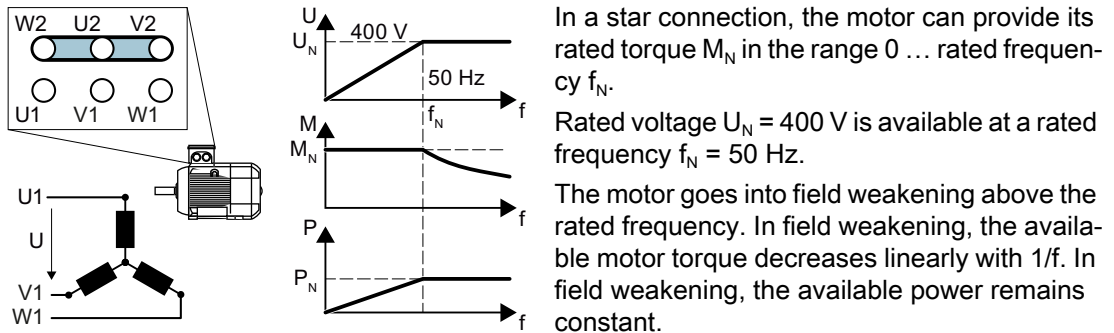 W2 U2 V2
U1 V1 W1
U1
U
V1
W1
U
U_N
400 V
50 Hz
f
f_N
M
M_N
f
P
P_N
f
In a star connection, the motor can provide its
rated torque M_N in the range 0 … rated frequen-
cy f_N.
Rated voltage U_N = 400 V is available at a rated
frequency f_N = 50 Hz.
The motor goes into field weakening above the
rated frequency. In field weakening, the availa-
ble motor torque decreases linearly with 1/f. In
field weakening, the available power remains
constant.